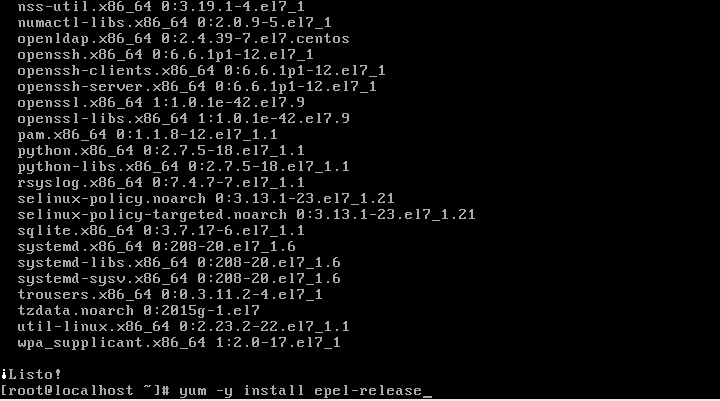 nss-util.x86_64 0:3.19.1-4.el7_1
numactl-libs.x86_64 0:2.0.9-5.el7_1
openldap.x86_64 0:2.4.39-7.el7.centos
openssh.x86_64 0:6.6.1p1-12.el7_1
openssh-clients.x86_64 0:6.6.1p1-12.el7_1
openssh-server.x86_64 0:6.6.1p1-12.el7_1
openssl.x86_64 1:1.0.1e-42.el7.9
openssl-libs.x86_64 1:1.0.1e-42.el7.9
pam.x86_64 0:1.1.8-12.el7_1.1
python.x86_64 0:2.7.5-18.el7_1.1
python-libs.x86_64 0:2.7.5-18.el7_1.1
rsyslog.x86_64 0:7.4.7-7.el7_1.1
selinux-policy.noarch 0:3.13.1-23.el7_1.21
selinux-policy-targeted.noarch 0:3.13.1-23.el7_1.21
sqlite.x86_64 0:3.7.17-6.el7_1.1
systemd.x86_64 0:208-20.el7_1.6
systemd-libs.x86_64 0:208-20.el7_1.6
systemd-sysv.x86_64 0:208-20.el7_1.6
trousers.x86_64 0:0.3.11.2-4.el7_1
tzdata.noarch 0:2015g-1.el7
util-linux.x86_64 0:2.23.2-22.el7_1.1
wpa_supplicant.x86_64 1:2.0-17.el7_1
¡Listo!
[root@localhost ~]# yum -y install epel-release_